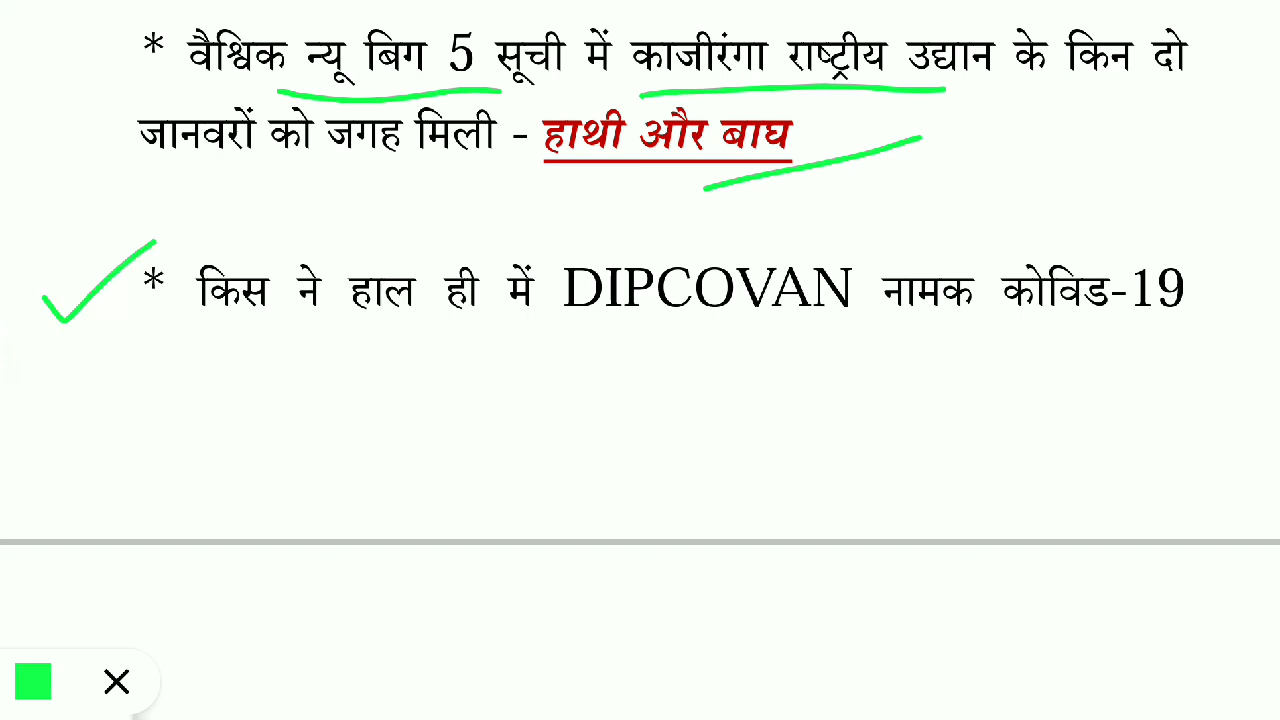 * वैश्विक न्यू बिग 5 सूची में काजीरंगा राष्ट्रीय उद्यान के किन दो
जानवरों को जगह मिली - हाथी और बाघ
* किस ने हाल ही में DIPCOVAN नामक कोविड-19